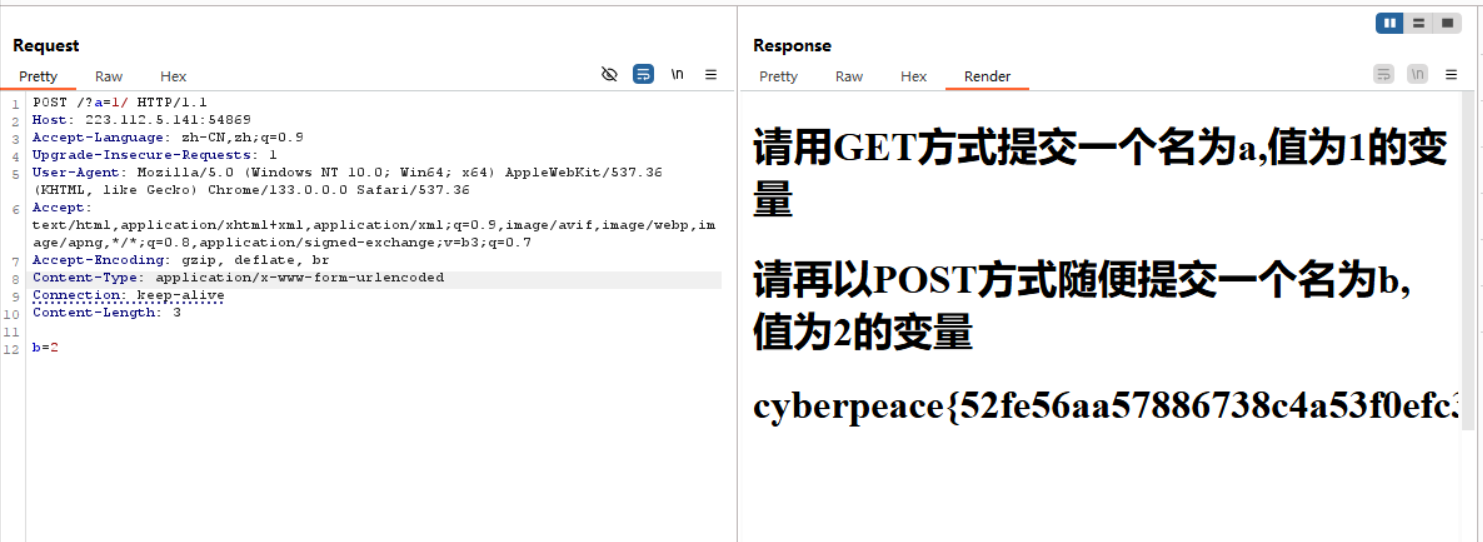 Request
Pretty Raw Hex \n
1 POST /?a=1/ HTTP/1.1
2 Host: 223.112.5.141:54869
3 Accept-Language: zh-CN,zh;q=0.9
4 Upgrade-Insecure-Requests: 1
5 User-Agent: Mozilla/5.0 (Windows NT 10.0; Win64; x64) AppleWebKit/537.36
(KHTML, like Gecko) Chrome/133.0.0.0 Safari/537.36
6 Accept:
text/html,application/xhtml+xml,application/xml;q=0.9,image/avif,image/webp,im
age/apng,*/*;q=0.8,application/signed-exchange;v=b3;q=0.7
7 Accept-Encoding: gzip, deflate, br
8 Content-Type: application/x-www-form-urlencoded
9 Connection: keep-alive
10 Content-Length: 3
11
12 b=2
Response
Pretty Raw Hex Render \n
请用GET方式提交一个名为a,值为1的变
量
请再以POST方式随便提交一个名为b,
值为2的变量
cyberpeace{52fe56aa57886738c4a53f0efc